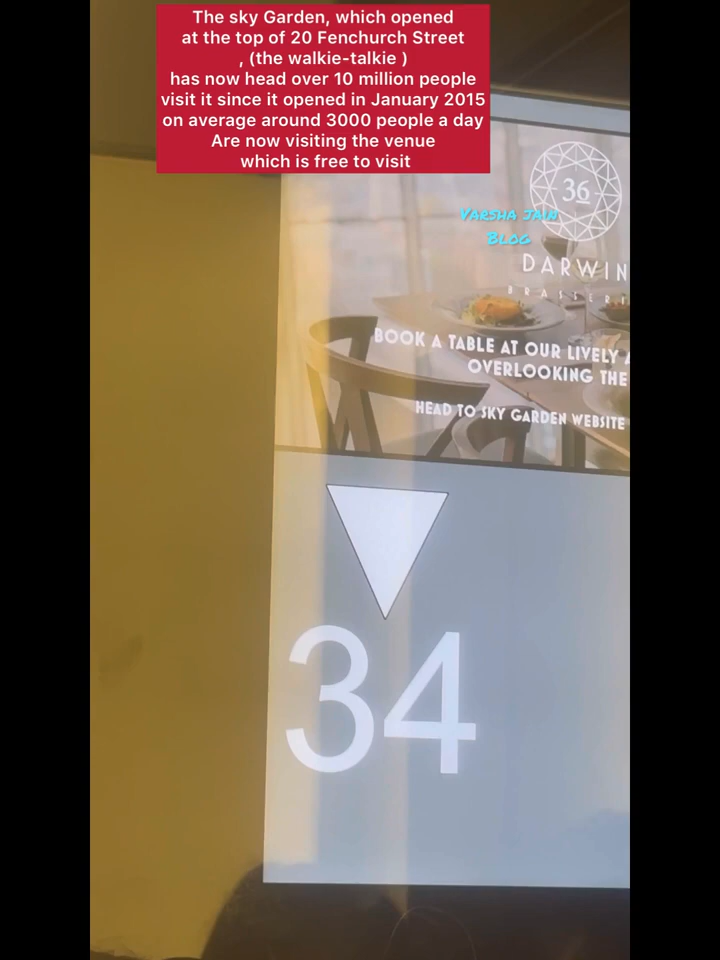 The sky Garden, which opened
at the top of 20 Fenchurch Street
, (the walkie-talkie )
has now head over 10 million people
visit it since it opened in January 2015
on average around 3000 people a day
Are now visiting the venue
which is free to visit
36
Varsha Jain
Blog
DARWIN
BRASSERI
BOOK A TABLE AT OUR LIVELY A
OVERLOOKING THE
HEAD TO SKY GARDEN WEBSITE
34